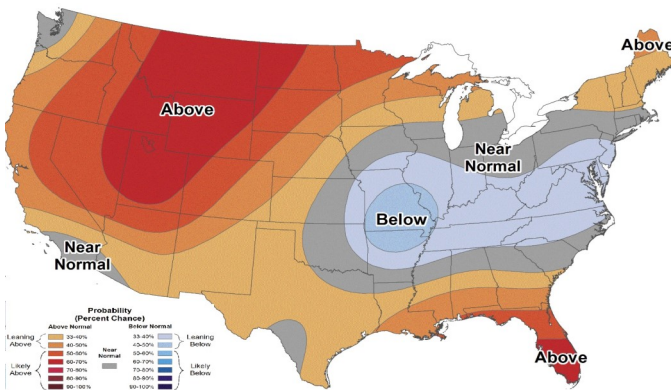 Above
Above
Near
Normal
Below
Near
Normal
Above
Probability
(Percent Chance)
Above Normal
Below Normal
Leaning
Above
33-40%
33-40%
Leaning
Below
40-50%
40-50%
50-60%
Near
Normal
50-60%
Likely
Above
60-70%
60-70%
Likely
Below
70-80%
70-80%
80-90%
80-90%
90-100%
90-100%